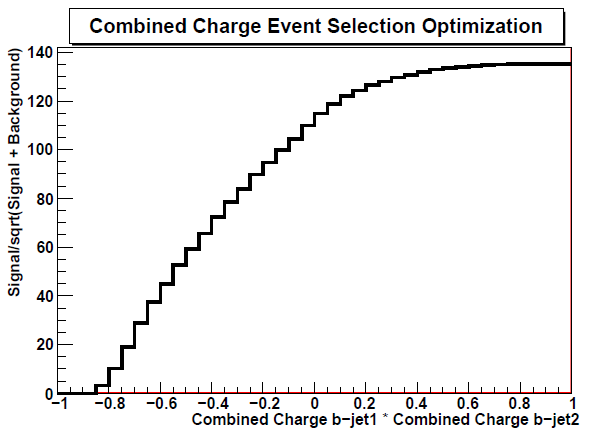 Combined Charge Event Selection Optimization
Signal/sqrt(Signal + Background)
140
120
100
80
60
40
20
0
−1 −0.8 −0.6 −0.4 −0.2 0 0.2 0.4 0.6 0.8 1
Combined Charge b−jet1 * Combined Charge b−jet2